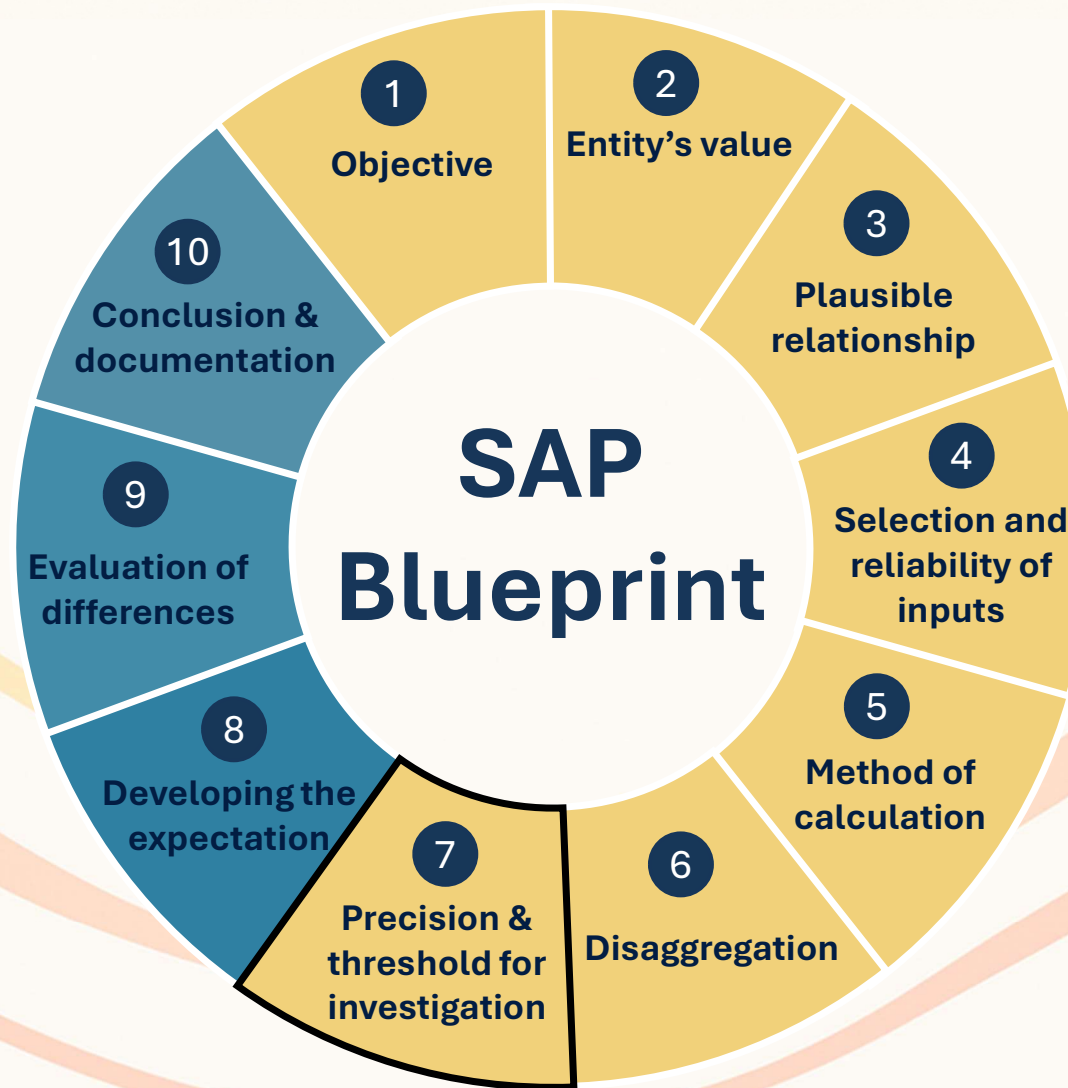 SAP
Blueprint
1
Objective
2
Entity’s value
3
Plausible
relationship
4
Selection and
reliability of
inputs
5
Method of
calculation
6
Disaggregation
7
Precision &
threshold for
investigation
8
Developing the
expectation
9
Evaluation of
differences
10
Conclusion &
documentation